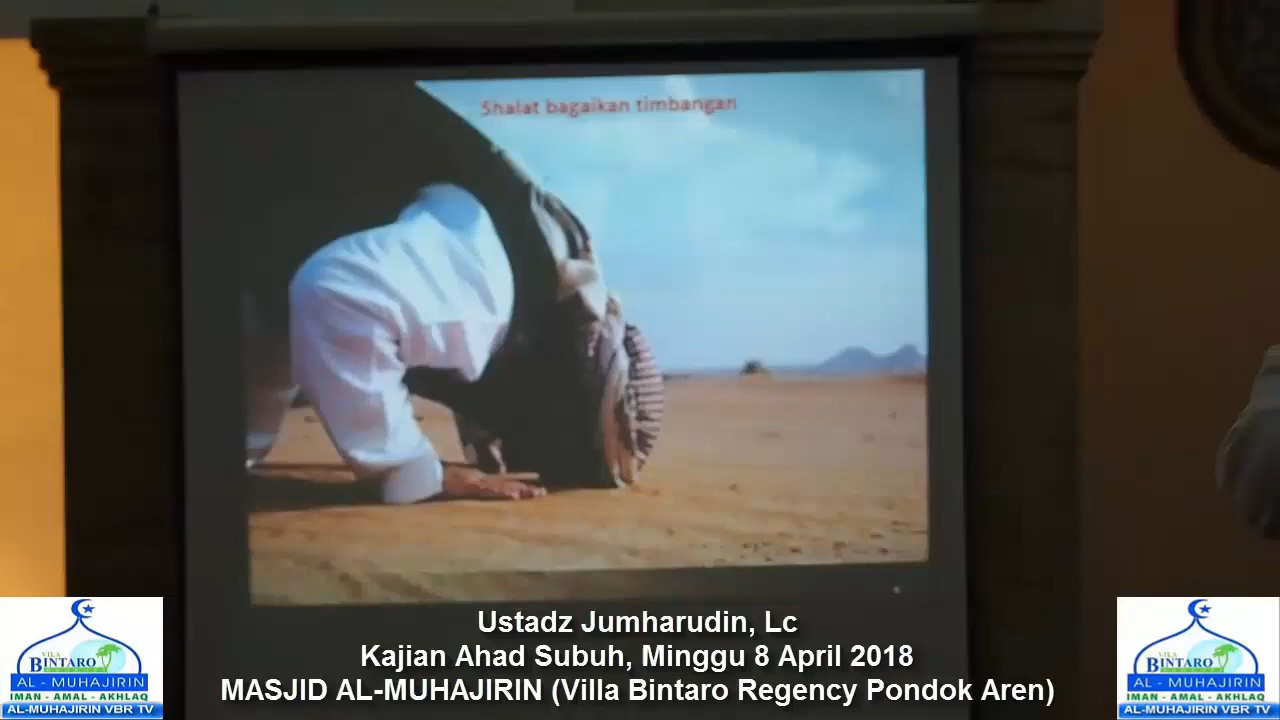 Shalat bagaikan timbangan
Ustadz Jumharudin, Lc
Kajian Ahad Subuh, Minggu 8 April 2018
MASJID AL-MUHAJIRIN (Villa Bintaro Regency Pondok Aren)
VILA
BINTARO
AL - MUHAJIRIN
IMAN - AMAL - AKHLAQ
AL-MUHAJIRIN VBR TV
VILA
BINTARO
AL - MUHAJIRIN
IMAN - AMAL - AKHLAQ
AL-MUHAJIRIN VBR TV